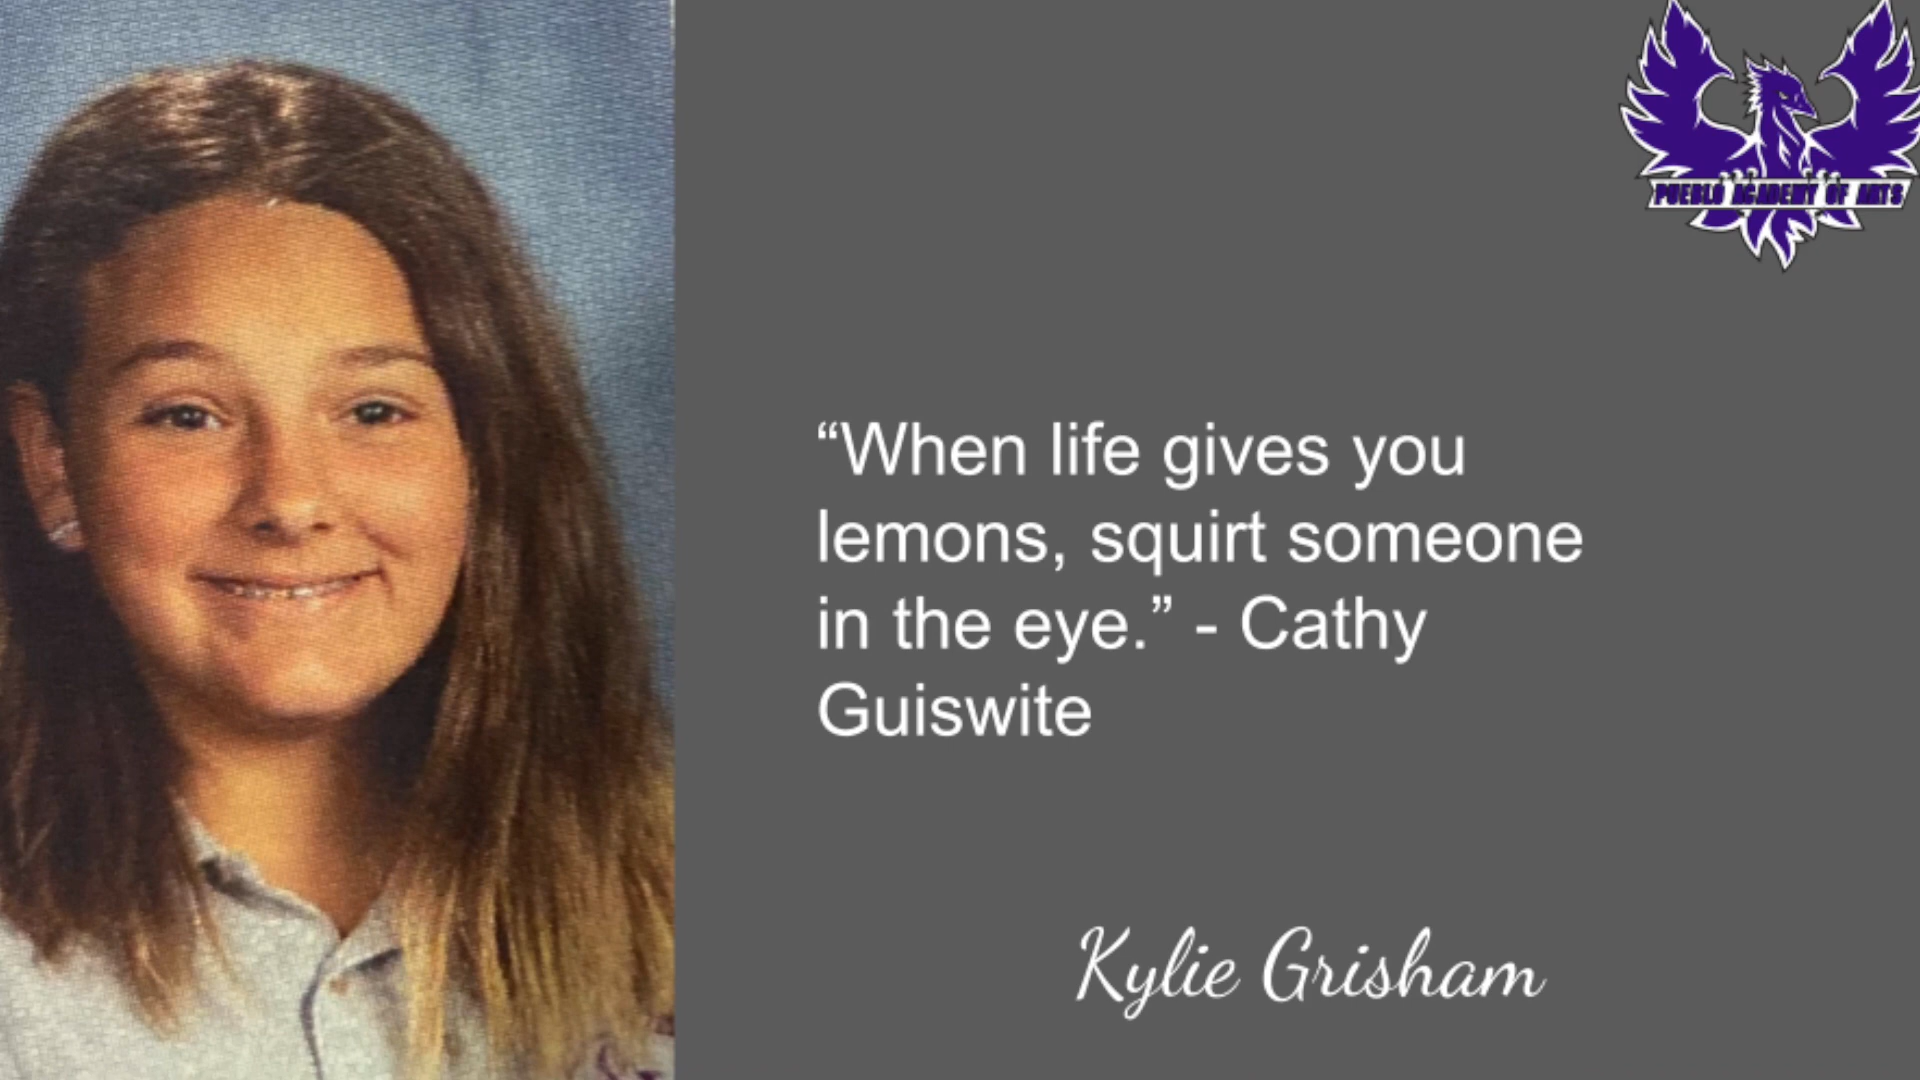 PUEBLO ACADEMY OF ARTS
“When life gives you
lemons, squirt someone
in the eye.” - Cathy
Guiswite
Kylie Grisham